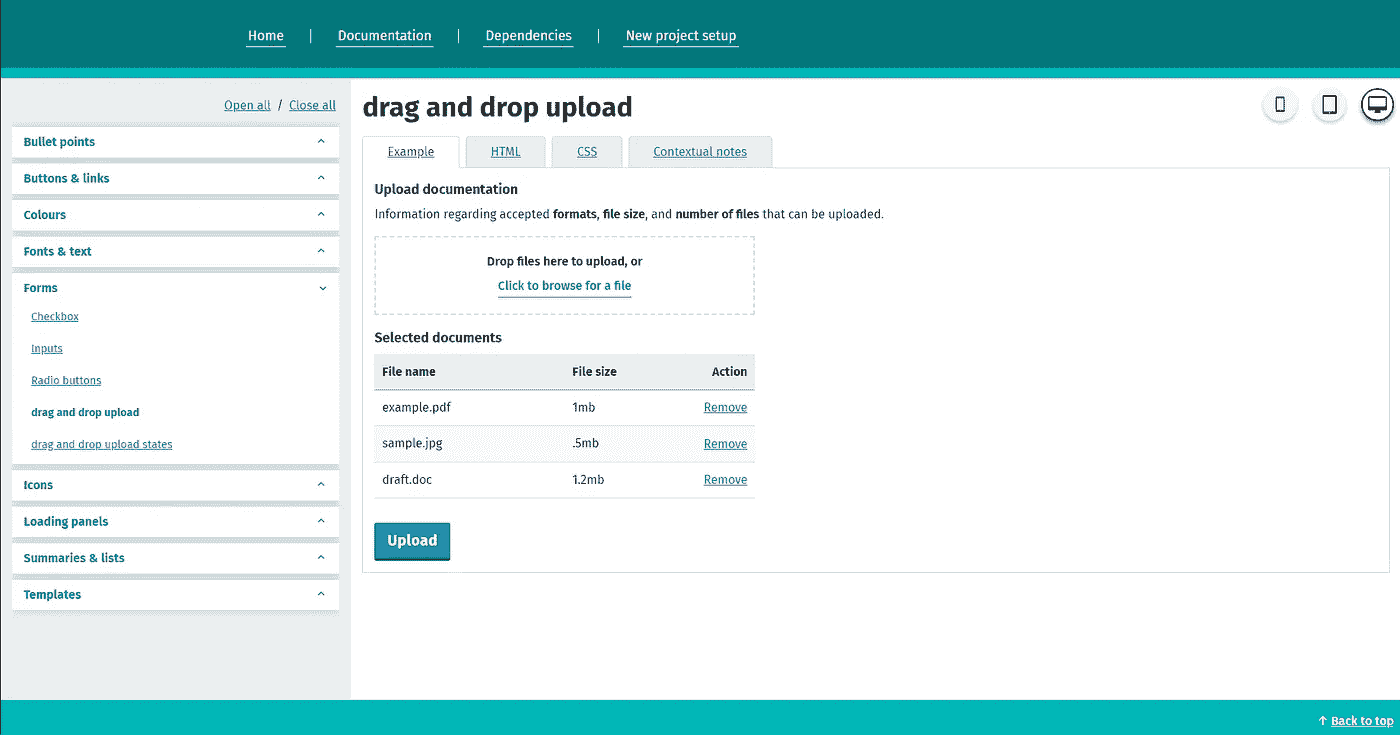 Home | Documentation | Dependencies | New project setup
Open all / Close all
Bullet points
Buttons & links
Colours
Fonts & text
Forms
Checkbox
Inputs
Radio buttons
drag and drop upload
drag and drop upload states
Icons
Loading panels
Summaries & lists
Templates
drag and drop upload
Example HTML CSS Contextual notes
Upload documentation
Information regarding accepted formats, file size, and number of files that can be uploaded.
Drop files here to upload, or
Click to browse for a file
Selected documents
File name File size Action
example.pdf 1mb Remove
sample.jpg .5mb Remove
draft.doc 1.2mb Remove
Upload
↑ Back to top